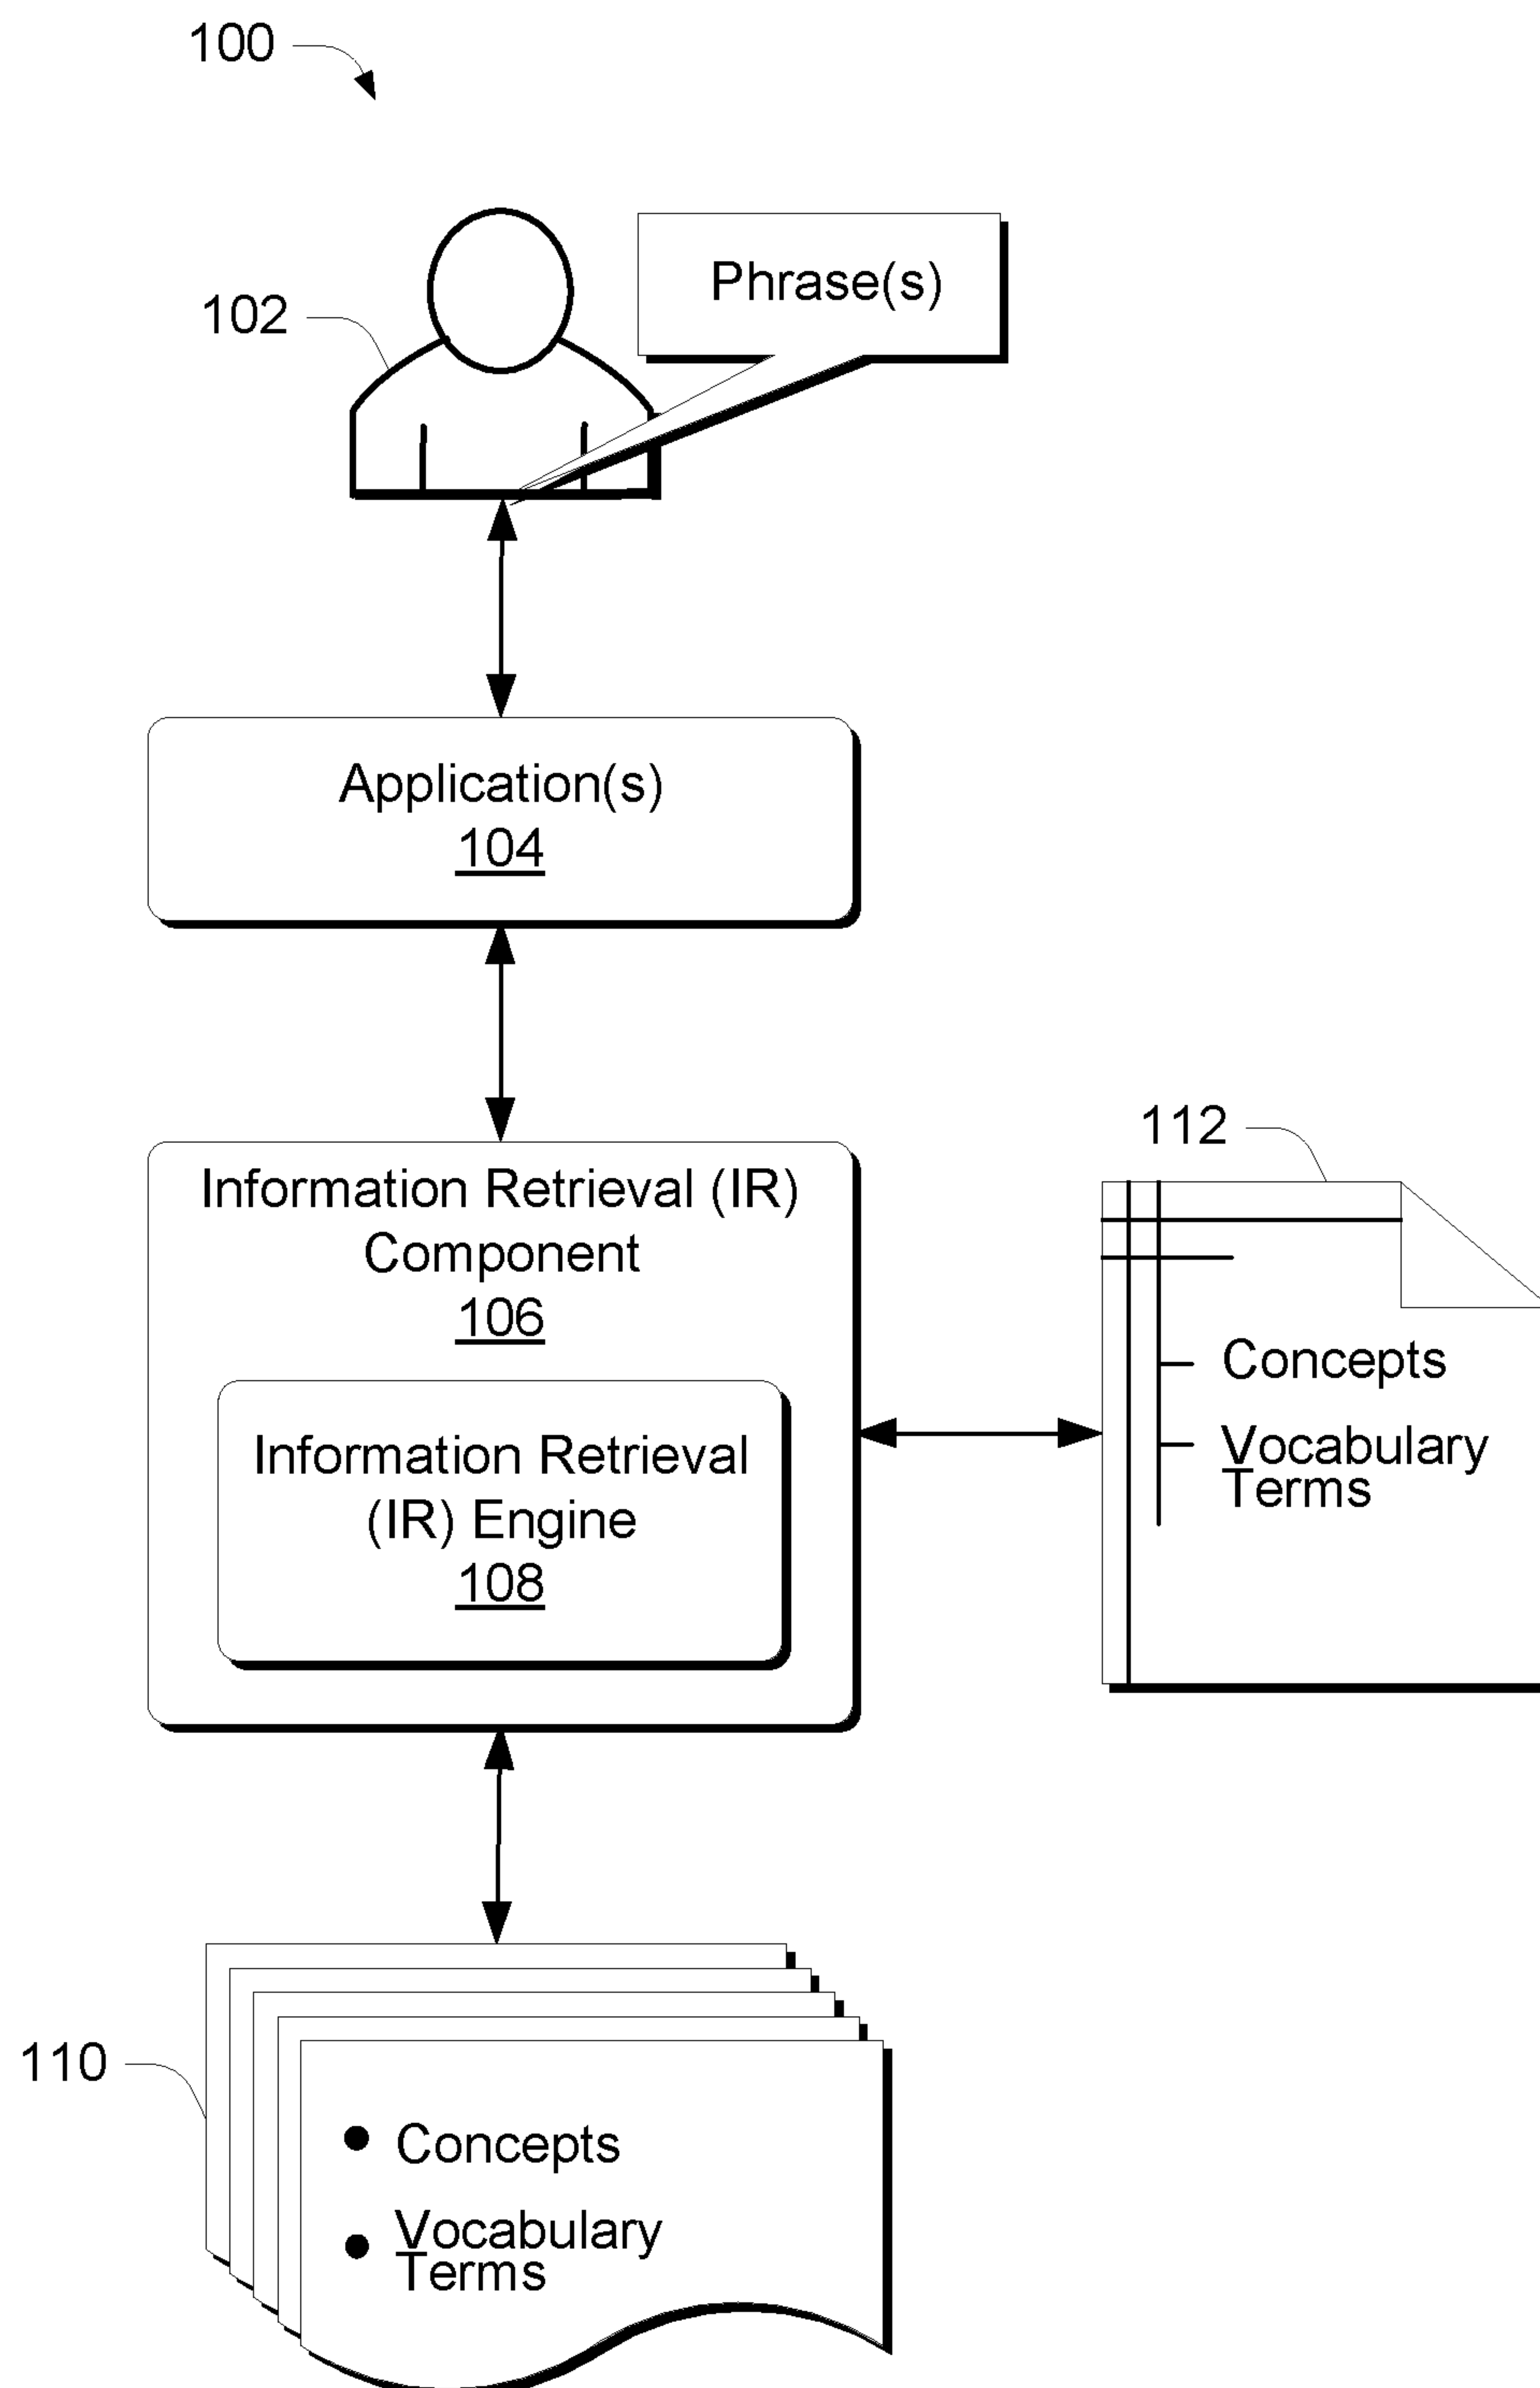 100
102
Phrase(s)
Application(s)
104
Information Retrieval (IR)
Component
106
Information Retrieval
(IR) Engine
108
112
Concepts
Vocabulary
Terms
110
Concepts
Vocabulary
Terms